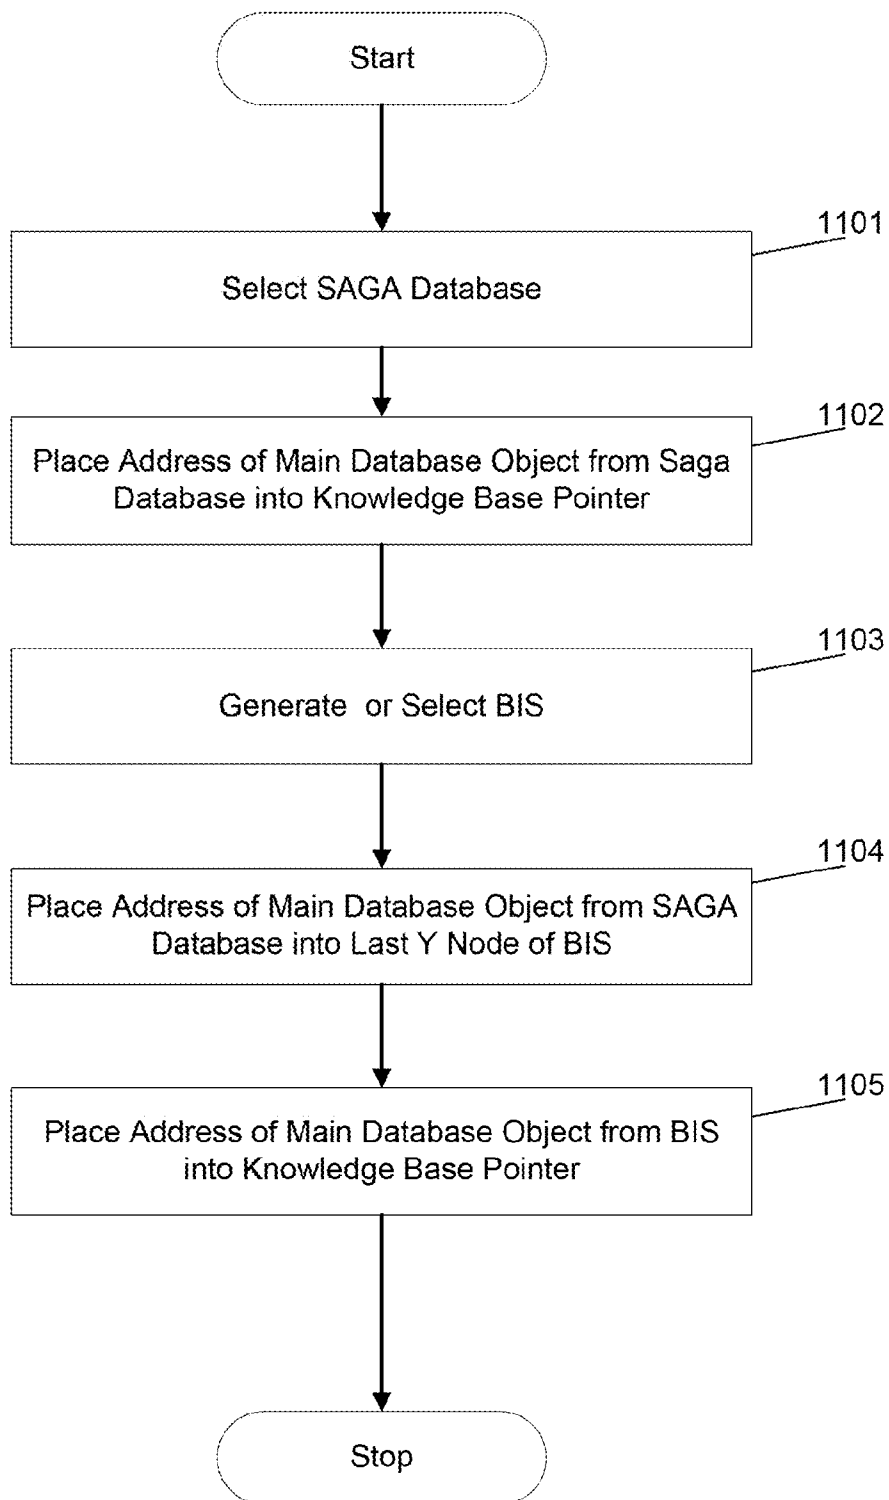 Start
1101
Select SAGA Database
1102
Place Address of Main Database Object from Saga
Database into Knowledge Base Pointer
1103
Generate or Select BIS
1104
Place Address of Main Database Object from SAGA
Database into Last Y Node of BIS
1105
Place Address of Main Database Object from BIS
into Knowledge Base Pointer
Stop